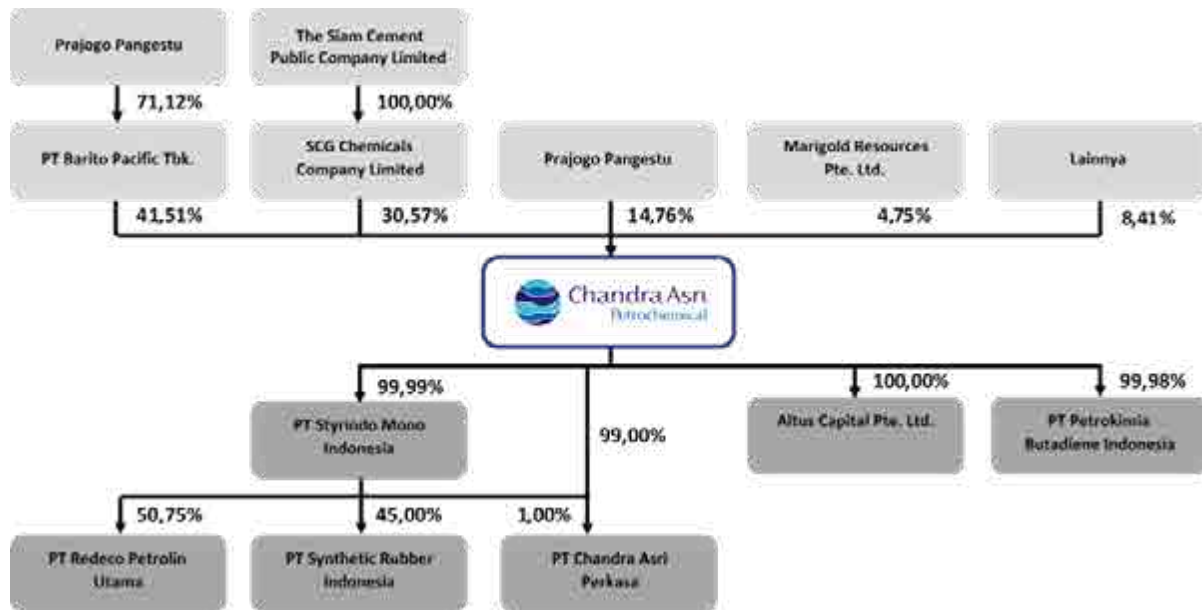 Prajogo Pangestu
The Siam Cement
Public Company Limited
71,12%
100,00%
PT Barito Pacific Tbk.
SCG Chemicals
Company Limited
Prajogo Pangestu
Marigold Resources
Pte. Ltd.
Lainnya
41,51%
30,57%
14,76%
4,75%
8,41%
Chandra Asri
Petrochemical
99,99%
100,00%
99,98%
PT Styrindo Mono
Indonesia
99,00%
Altus Capital Pte. Ltd.
PT Petrokimia
Butadiene Indonesia
50,75%
45,00%
1,00%
PT Redeco Petrolin
Utama
PT Synthetic Rubber
Indonesia
PT Chandra Asri
Perkasa